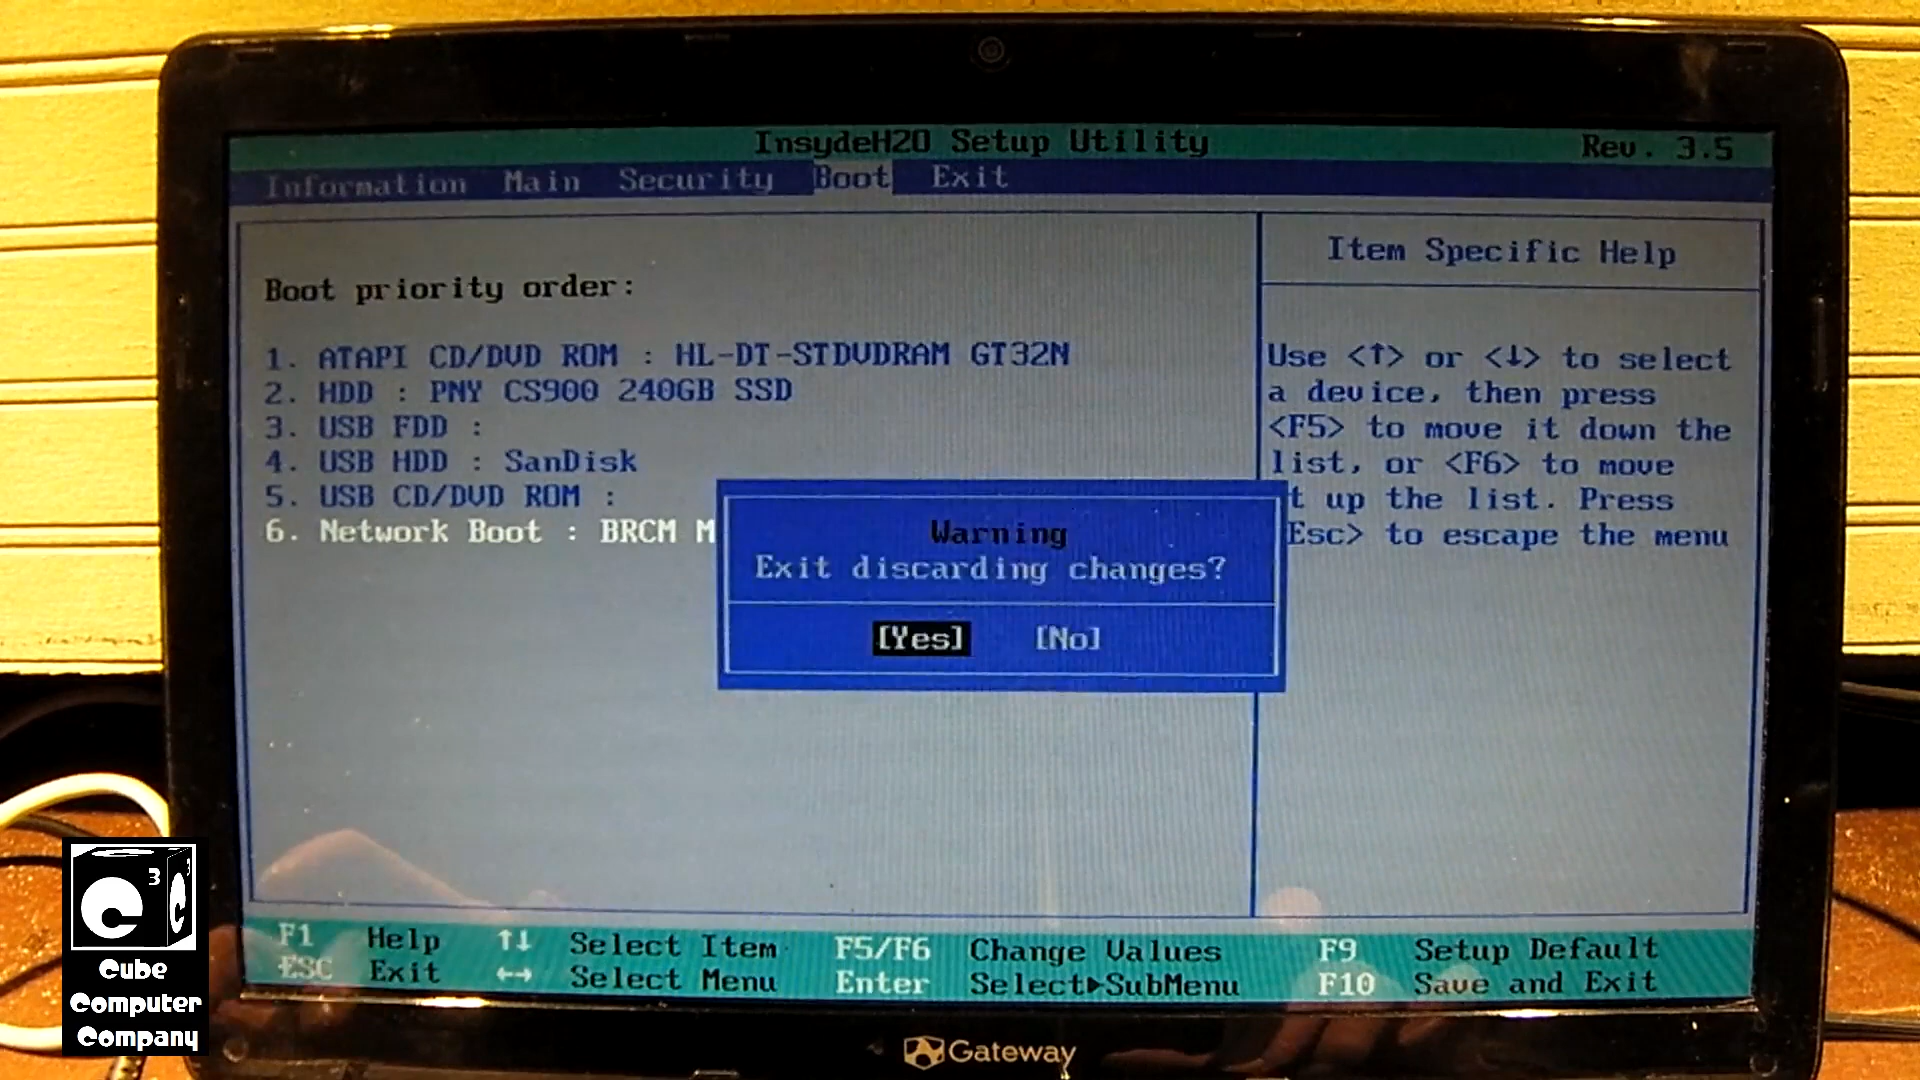 InsydeH2O Setup Utility Rev. 3.5
Information Main Security Boot Exit
Item Specific Help
Boot priority order:
1. ATAPI CD/DVD ROM : HL-DT-STDVDRAM GT32N
2. HDD : PNY CS900 240GB SSD
3. USB FDD :
4. USB HDD : SanDisk
5. USB CD/DVD ROM :
6. Network Boot : BRCM M
Use <↑> or <↓> to select
a device, then press
<F5> to move it down the
list, or <F6> to move
t up the list. Press
Esc> to escape the menu
Warning
Exit discarding changes?
[Yes] [No]
F1 Help ↑↓ Select Item F5/F6 Change Values F9 Setup Default
ESC Exit ←→ Select Menu Enter Select▶SubMenu F10 Save and Exit
Gateway
C3 C3
Cube
Computer
Company